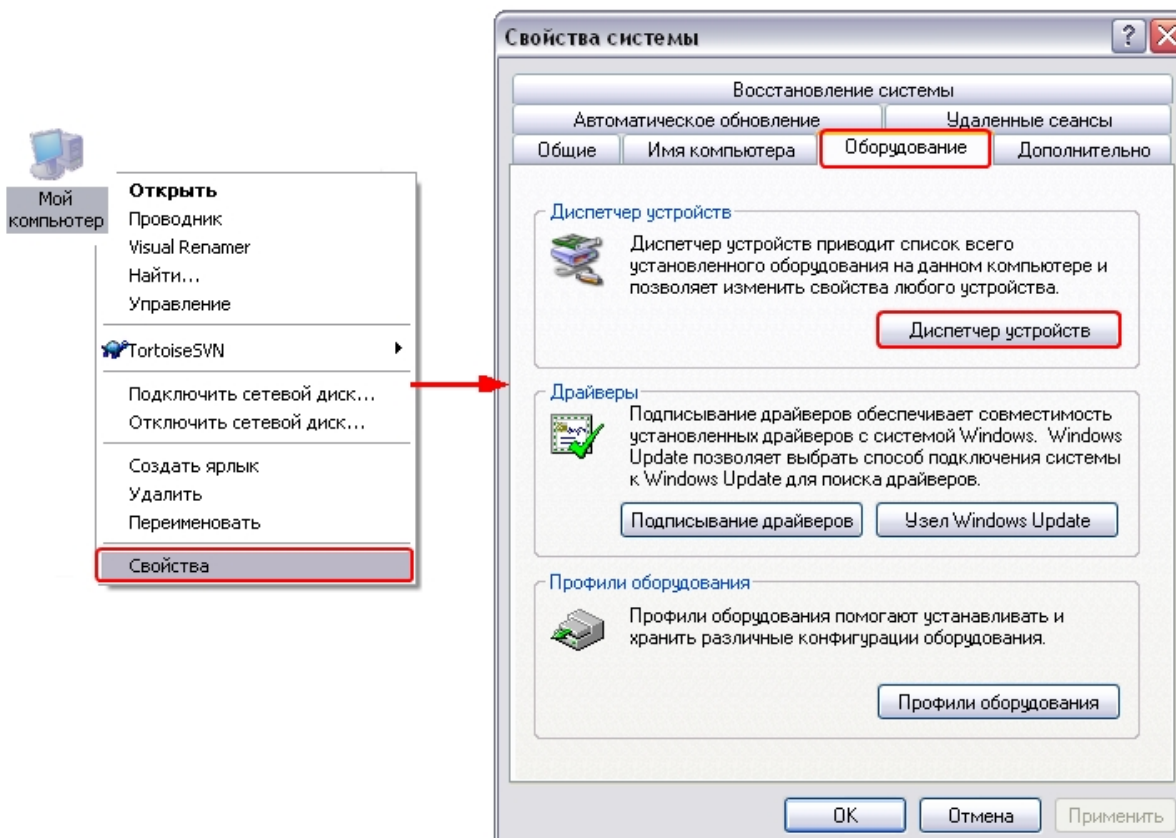 Мой
компьютер
Открыть
Проводник
Visual Renamer
Найти...
Управление
TortoiseSVN
Подключить сетевой диск...
Отключить сетевой диск...
Создать ярлык
Удалить
Переименовать
Свойства
Свойства системы
Восстановление системы
Автоматическое обновление
Удаленные сеансы
Общие
Имя компьютера
Оборудование
Дополнительно
Диспетчер устройств
Диспетчер устройств приводит список всего
установленного оборудования на данном компьютере и
позволяет изменить свойства любого устройства.
Диспетчер устройств
Драйверы
Подписывание драйверов обеспечивает совместимость
установленных драйверов с системой Windows. Windows
Update позволяет выбрать способ подключения системы
к Windows Update для поиска драйверов.
Подписывание драйверов
Узел Windows Update
Профили оборудования
Профили оборудования помогают устанавливать и
хранить различные конфигурации оборудования.
Профили оборудования
OK
Отмена
Применить